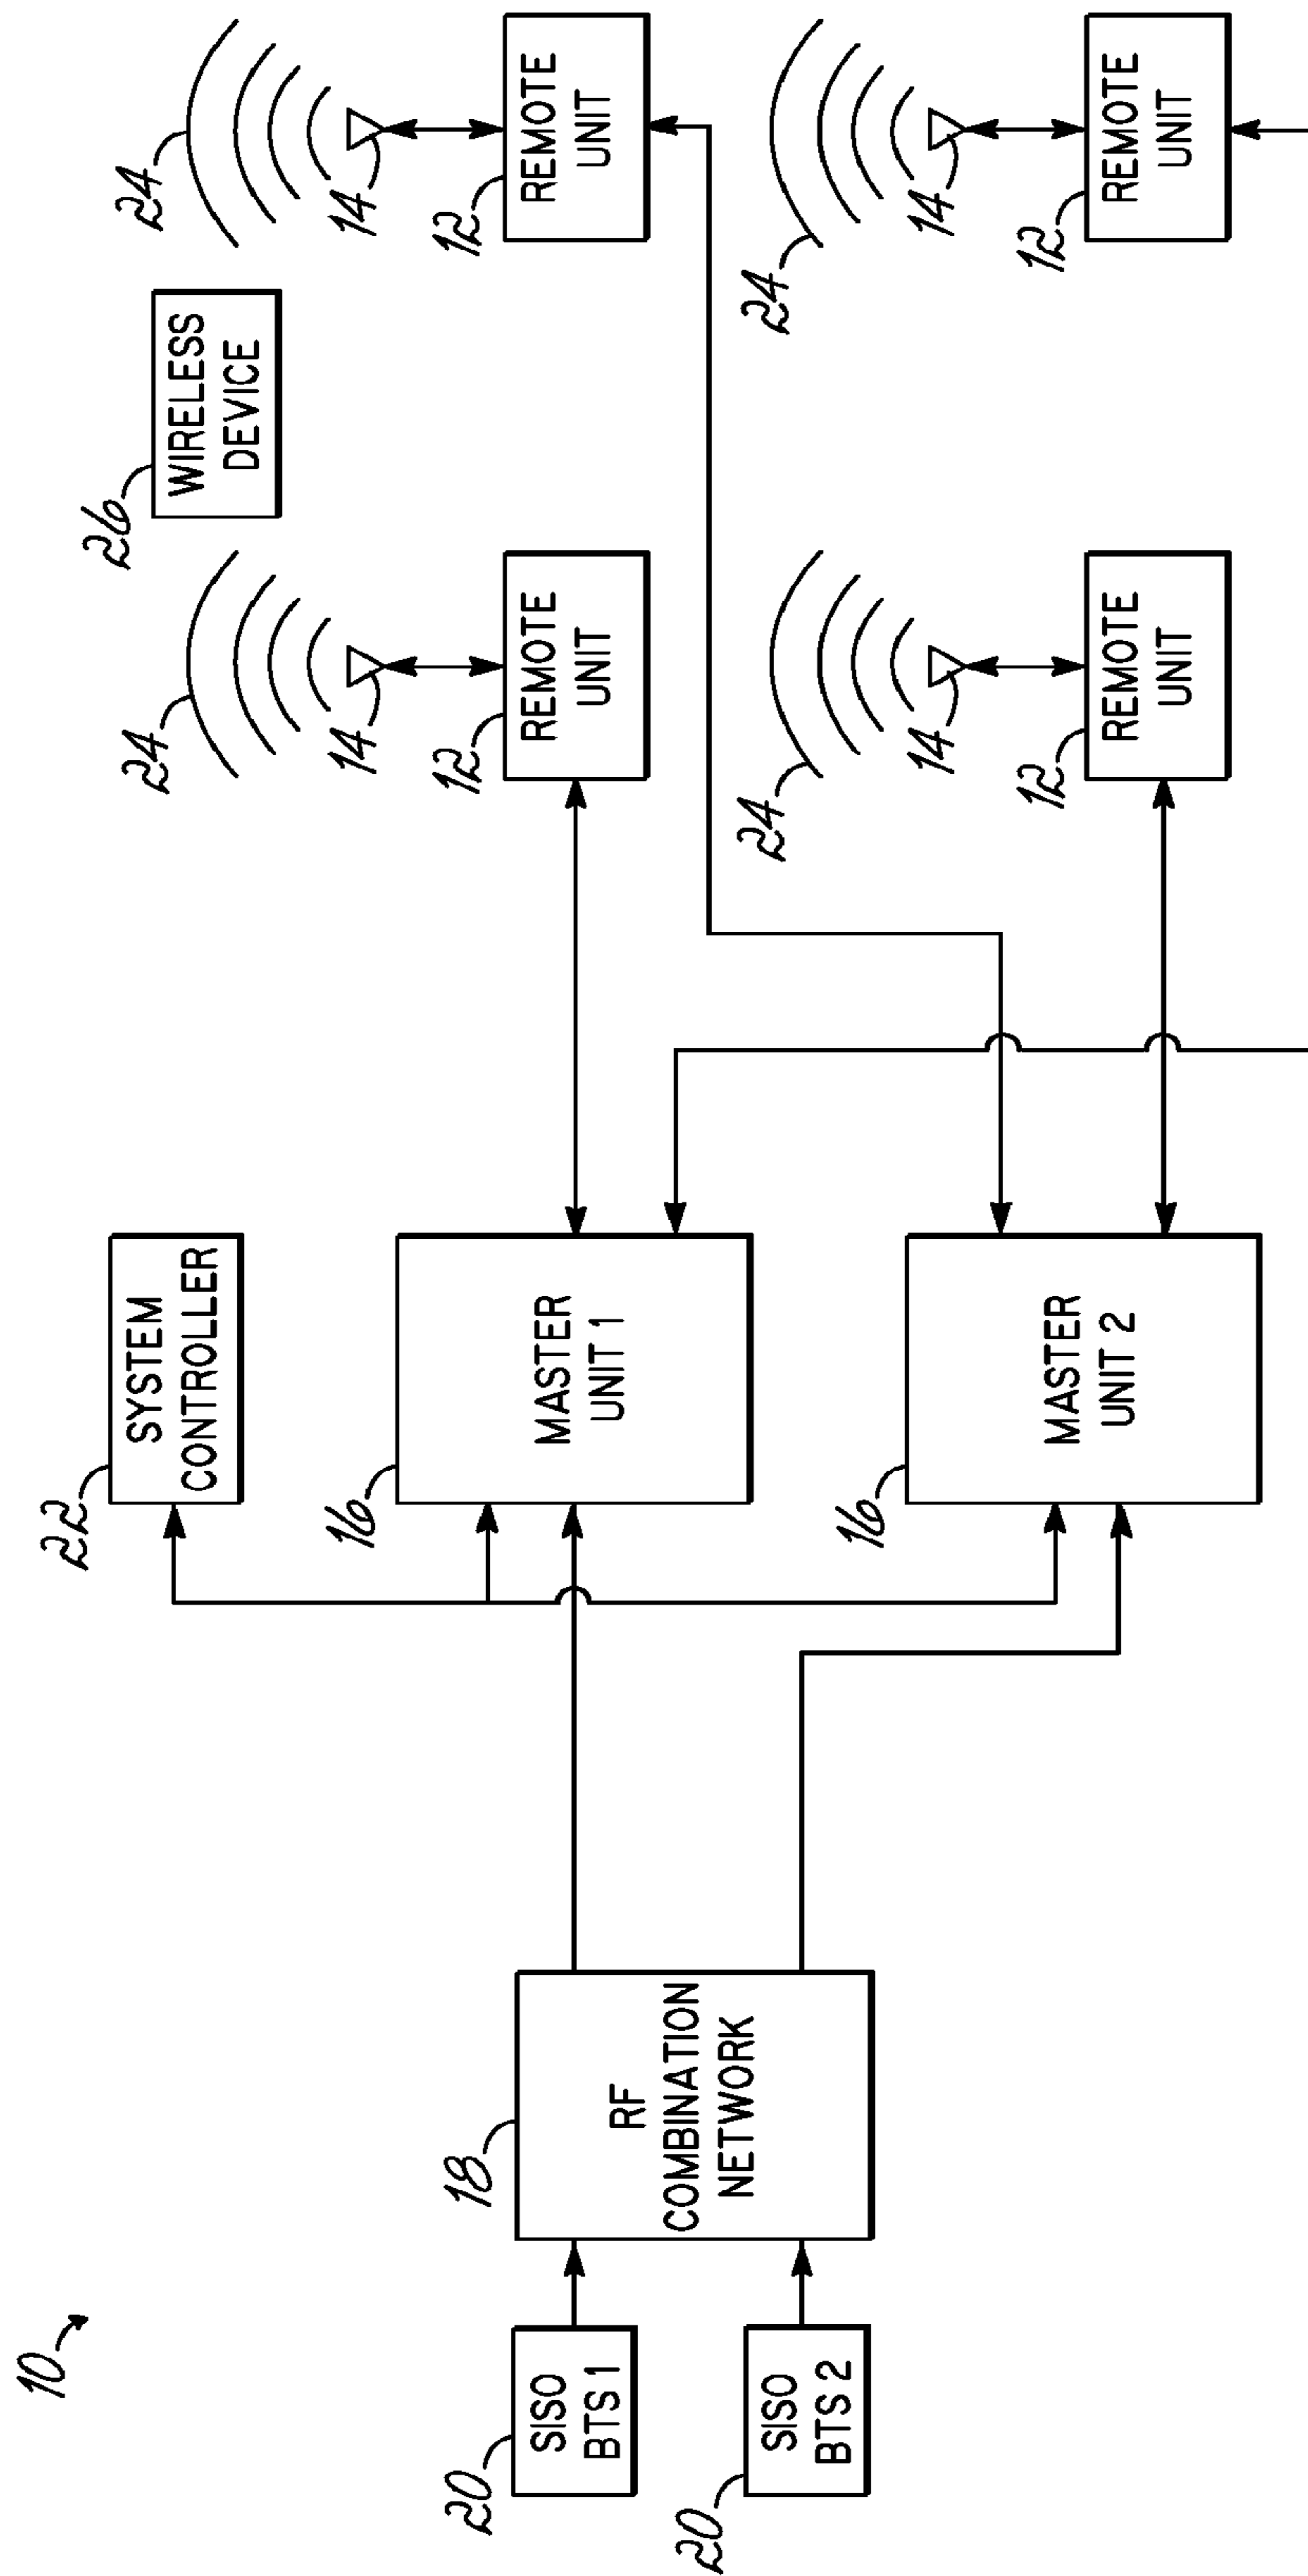 10
20
SISO
BTS 1
20
SISO
BTS 2
18
RF
COMBINATION
NETWORK
22
SYSTEM
CONTROLLER
16
MASTER
UNIT 1
16
MASTER
UNIT 2
24
14
12
REMOTE
UNIT
26
WIRELESS
DEVICE
24
14
12
REMOTE
UNIT
24
14
12
REMOTE
UNIT
24
14
12
REMOTE
UNIT